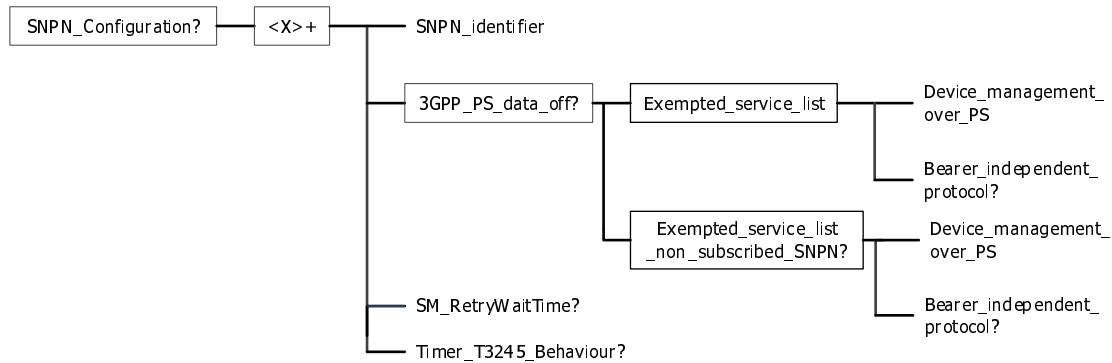 SNPN_Configuration?
<X>+
SNPN_identifier
3GPP_PS_data_off?
Exempted_service_list
Device_management_
over_PS
Bearer_independent_
protocol?
Exempted_service_list
_non_subscribed_SNPN?
Device_management_
over_PS
Bearer_independent_
protocol?
SM_RetryWaitTime?
Timer_T3245_Behaviour?